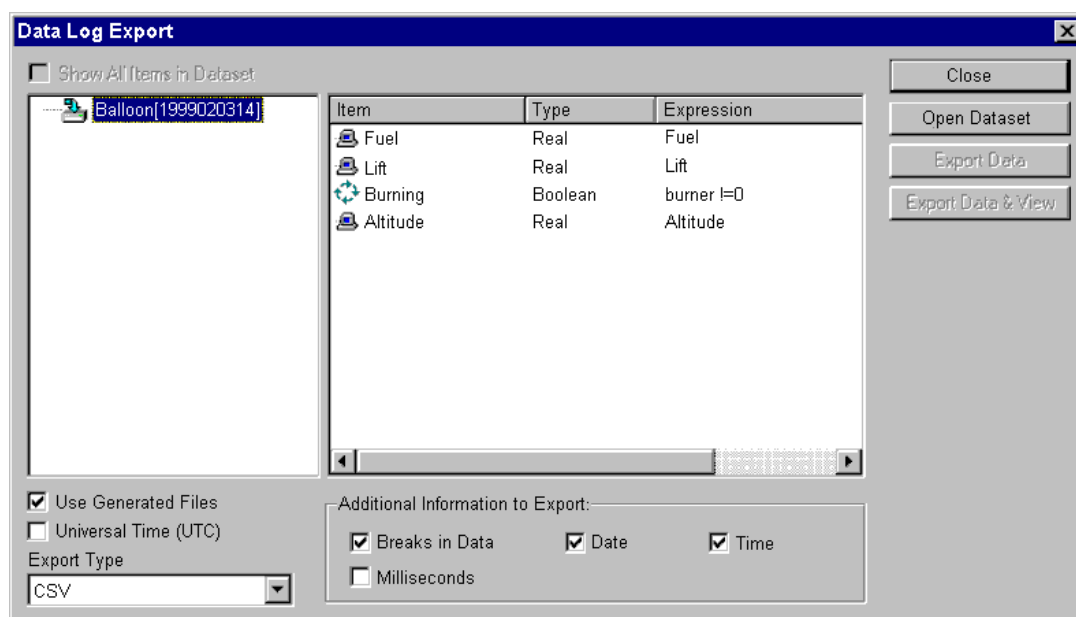 Data Log Export
Show All Items in Dataset
Close
Balloon[1999020314]
Item Type Expression
Open Dataset
Fuel Real Fuel
Export Data
Lift Real Lift
Burning Boolean burner !=0
Export Data & View
Altitude Real Altitude
Use Generated Files
Additional Information to Export:
Universal Time (UTC)
Breaks in Data Date Time
Export Type
Milliseconds
CSV